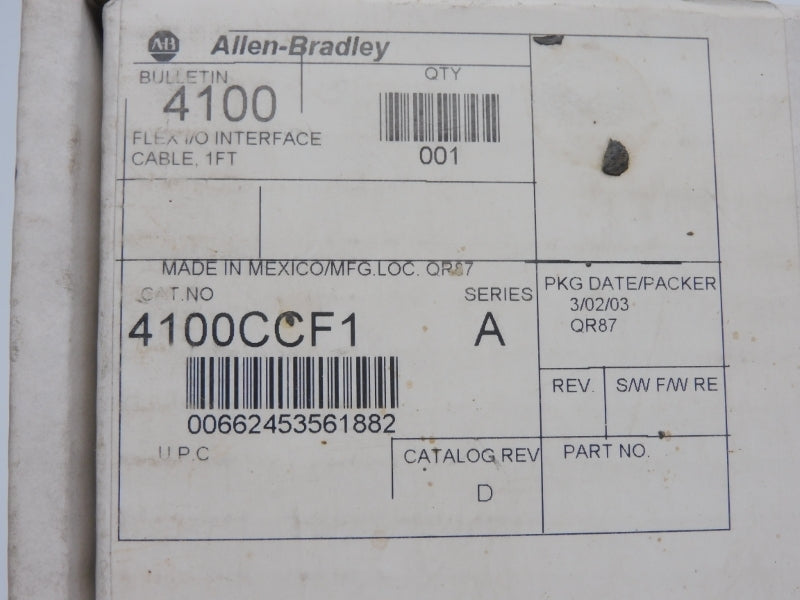 A-B Allen-Bradley
BULLETIN
4100
QTY
001
FLEX I/O INTERFACE
CABLE, 1FT
MADE IN MEXICO/MFG.LOC. QR87
CAT.NO
SERIES
4100CCF1
A
00662453561882
U.P.C
CATALOG REV
D
PKG DATE/PACKER
3/02/03
QR87
REV.
S/W F/W RE
PART NO.